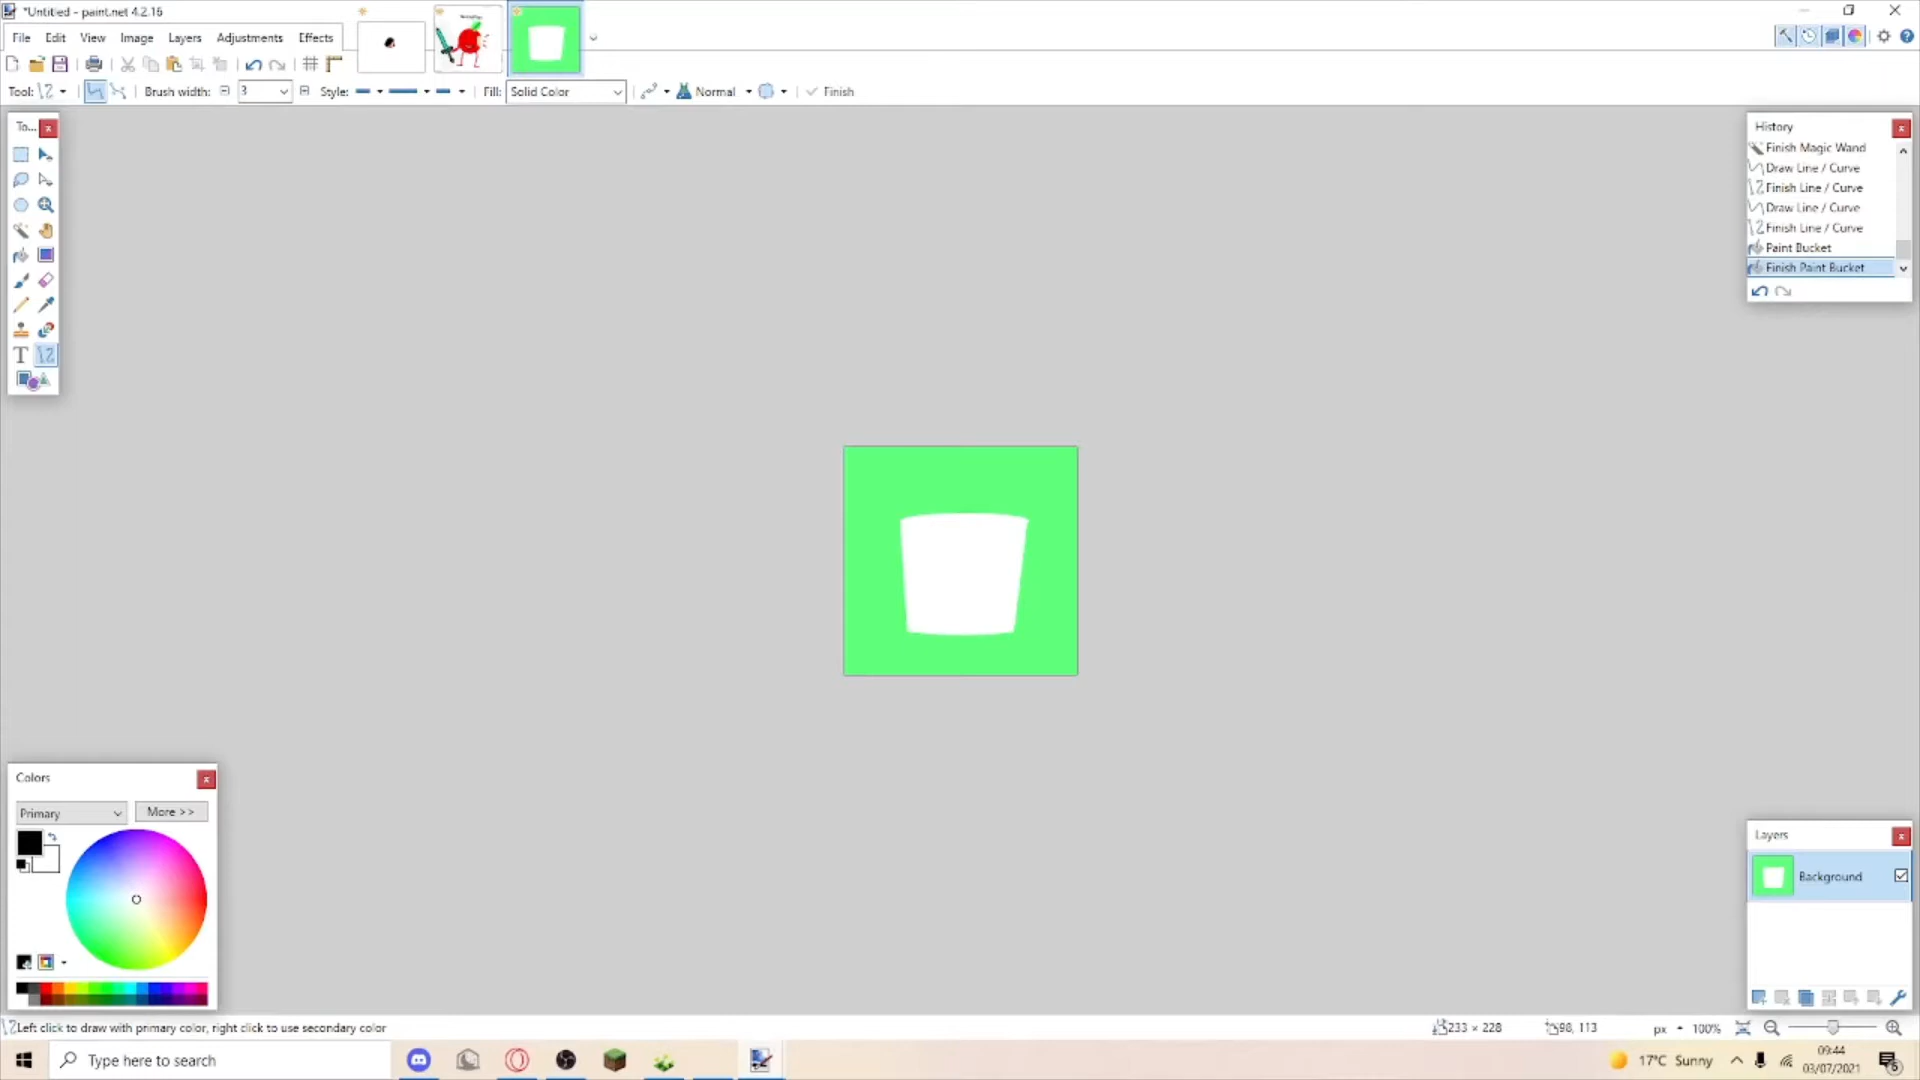 *Untitled - paint.net 4.2.16
File Edit View Image Layers Adjustments Effects
Tool: Brush width: 3 Style: Fill: Solid Color Normal Finish
To...
History
Finish Magic Wand
Draw Line / Curve
Finish Line / Curve
Draw Line / Curve
Finish Line / Curve
Paint Bucket
Finish Paint Bucket
Colors
Primary More >>
Layers
Background
Left click to draw with primary color, right click to use secondary color
233 × 228 98, 113 px 100%
Type here to search
17°C Sunny
09:44
03/07/2021